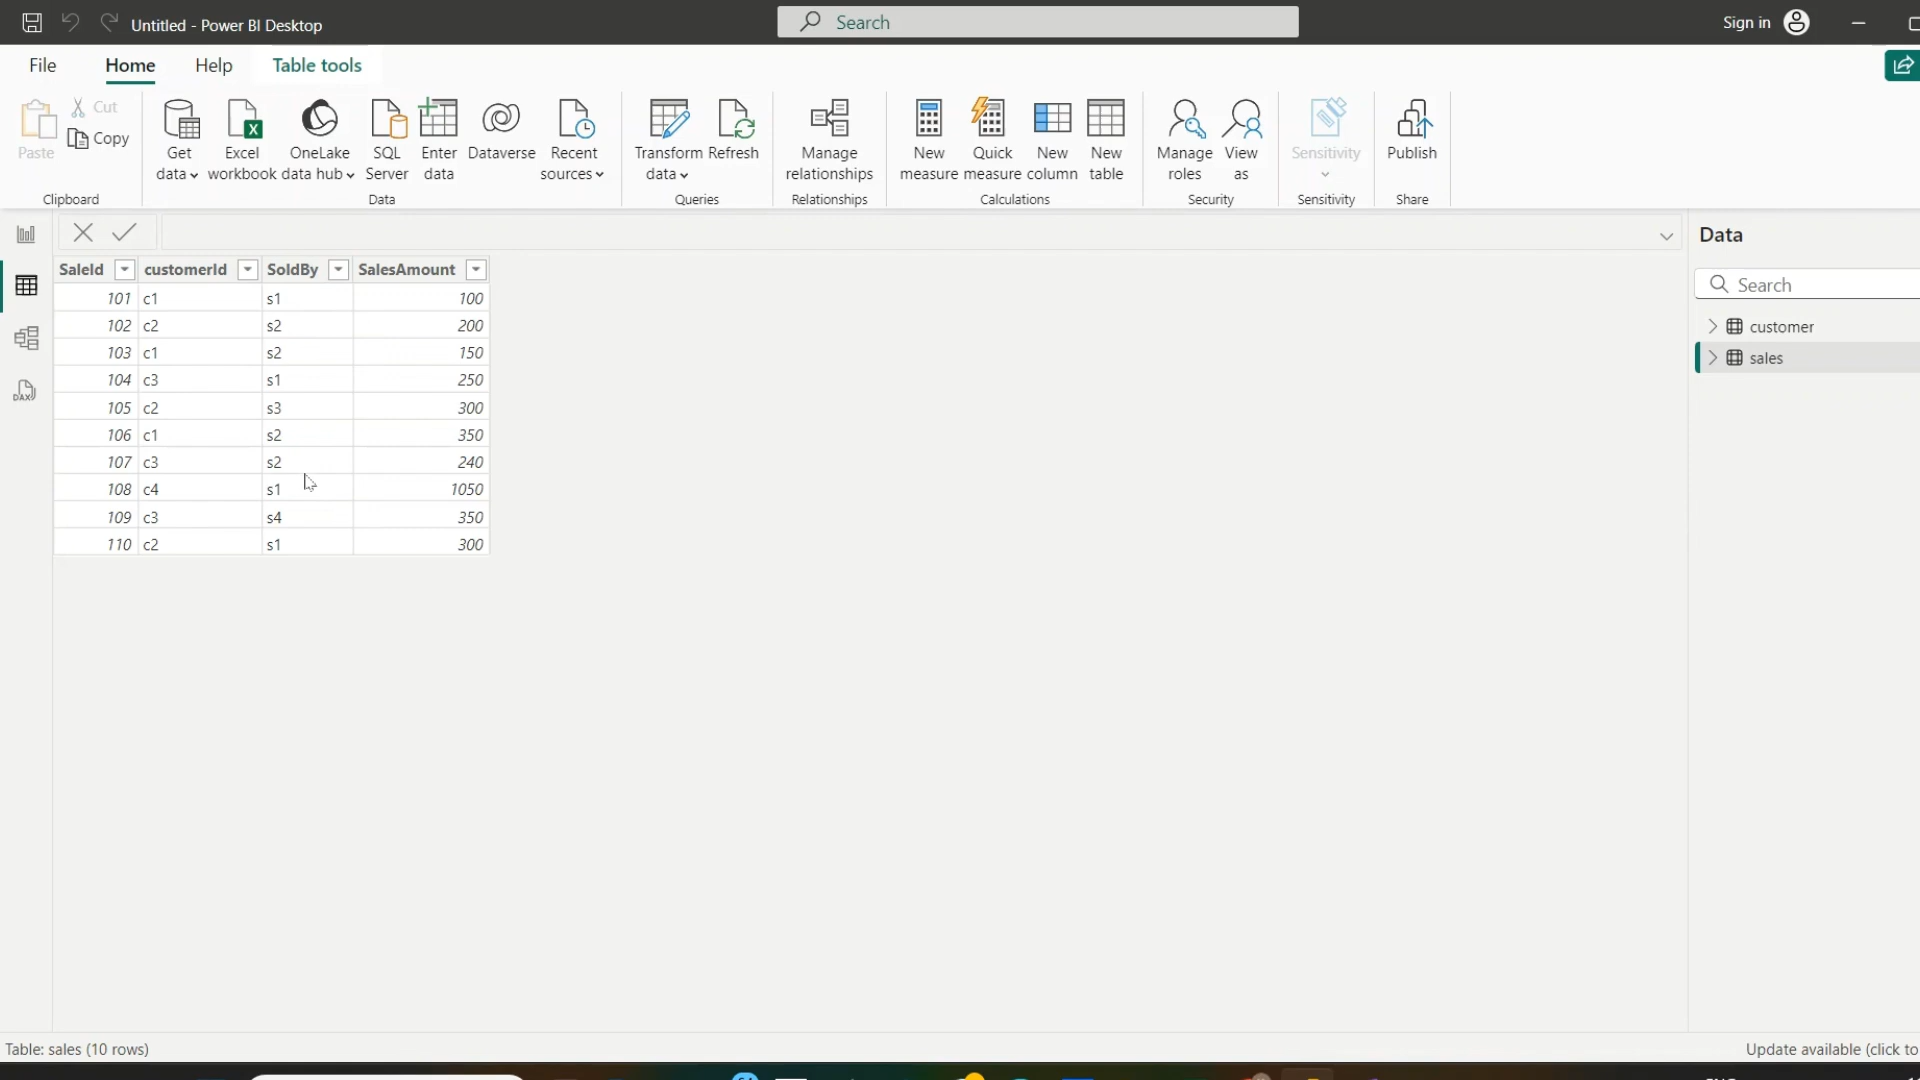 Untitled - Power BI Desktop
Search
Sign in
File
Home
Help
Table tools
Paste
Cut
Copy
Clipboard
Get data
Excel workbook
OneLake data hub
SQL Server
Enter data
Dataverse
Recent sources
Data
Transform data
Refresh
Queries
Manage relationships
Relationships
New measure
Quick measure
New column
New table
Calculations
Manage roles
View as
Security
Sensitivity
Sensitivity
Publish
Share
SaleId customerId SoldBy SalesAmount
101 c1 s1 100
102 c2 s2 200
103 c1 s2 150
104 c3 s1 250
105 c2 s3 300
106 c1 s2 350
107 c3 s2 240
108 c4 s1 1050
109 c3 s4 350
110 c2 s1 300
DAX
Data
Search
customer
sales
Table: sales (10 rows)
Update available (click to